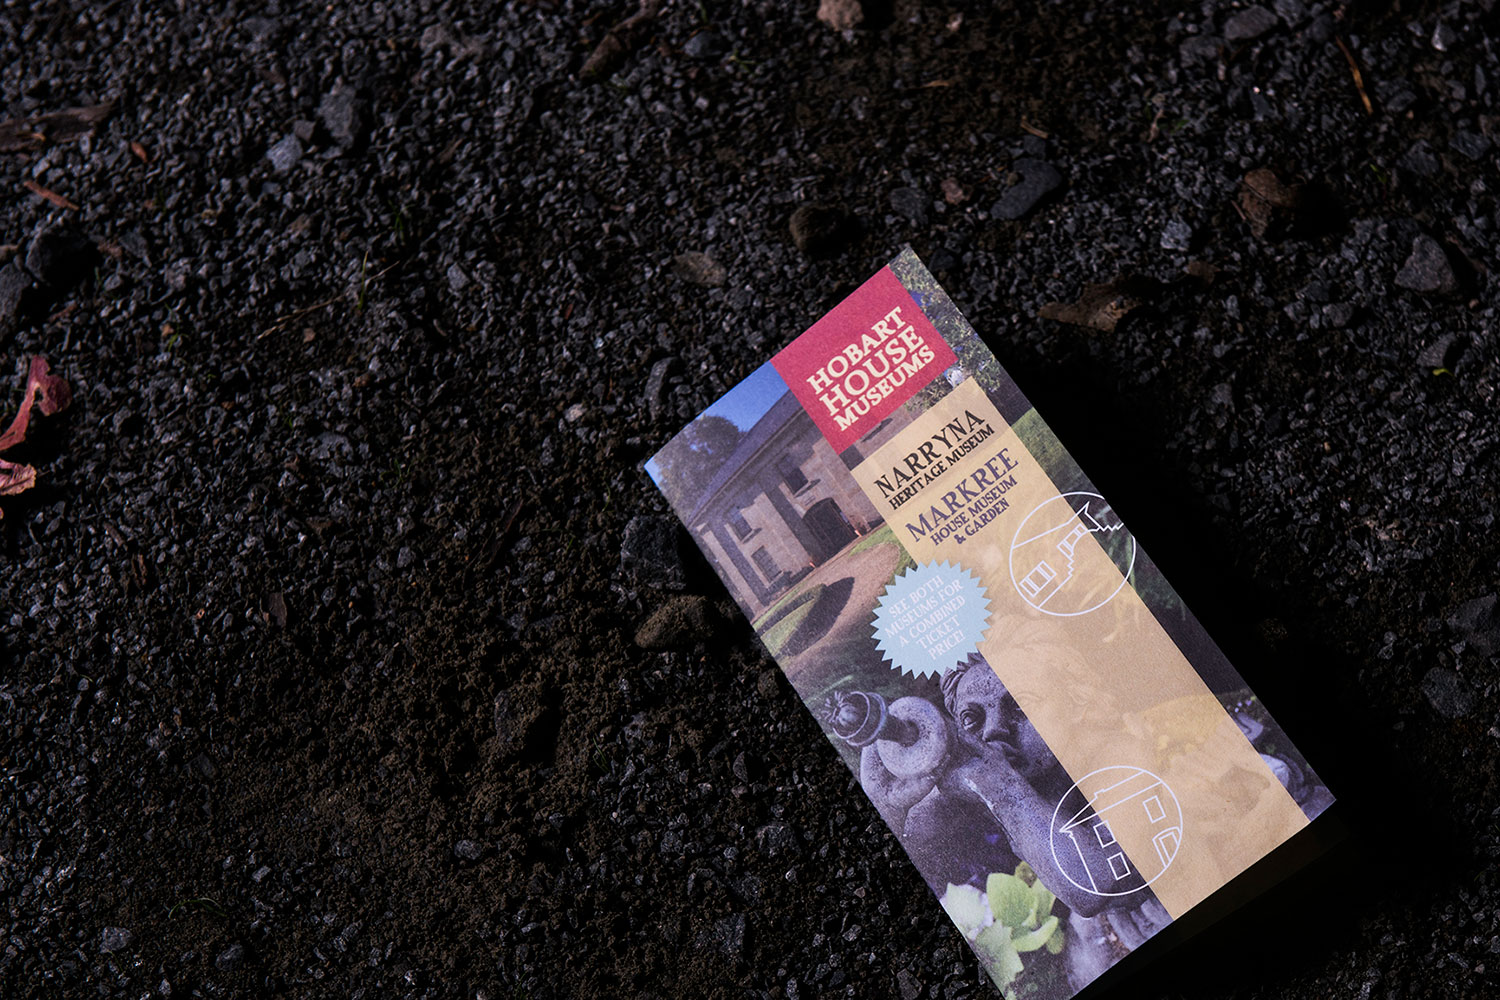 HOBART
HOUSE
MUSEUMS
NARRYNA
HERITAGE MUSEUM
MARKREE
HOUSE MUSEUM
& GARDEN
SEE BOTH
MUSEUMS FOR
A COMBINED
TICKET
PRICE!